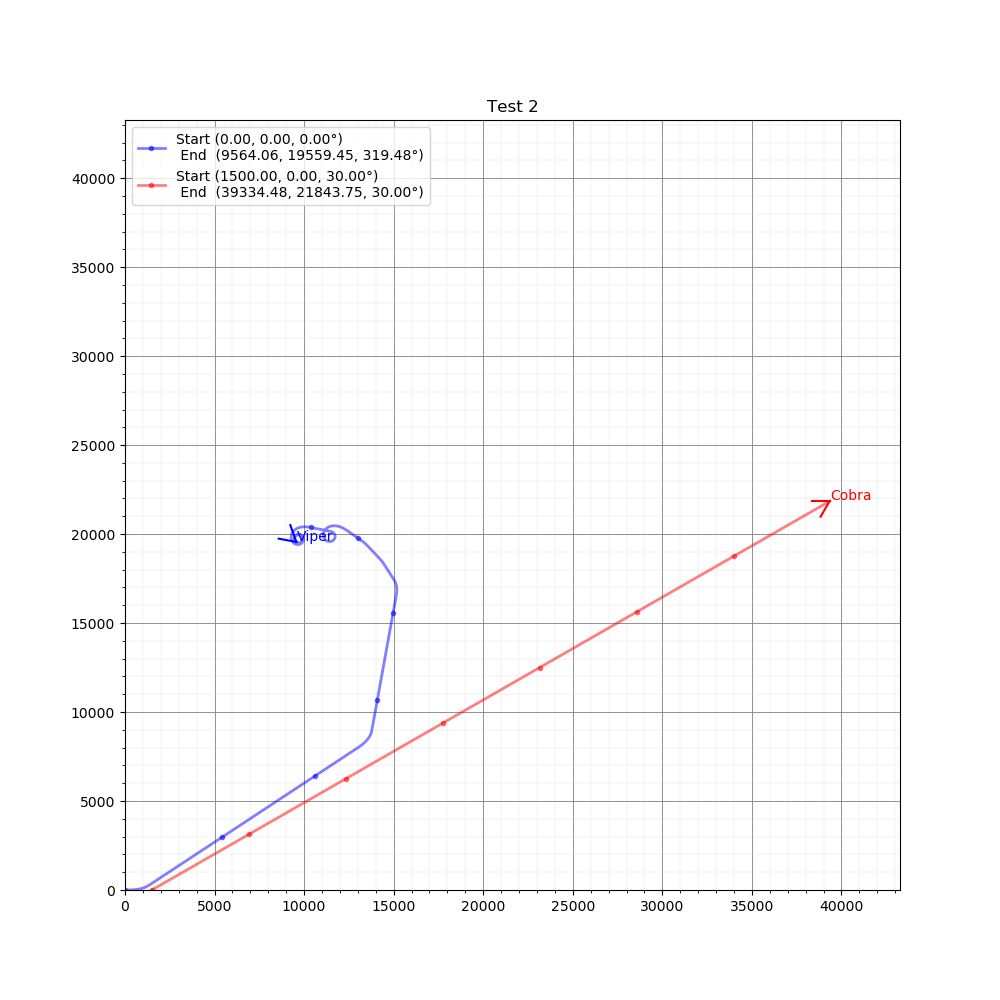 Test 2
Start (0.00, 0.00, 0.00°)
End  (9564.06, 19559.45, 319.48°)
Start (1500.00, 0.00, 30.00°)
End  (39334.48, 21843.75, 30.00°)
40000
35000
30000
25000
20000
15000
10000
5000
0
Cobra
Viper
0 5000 10000 15000 20000 25000 30000 35000 40000